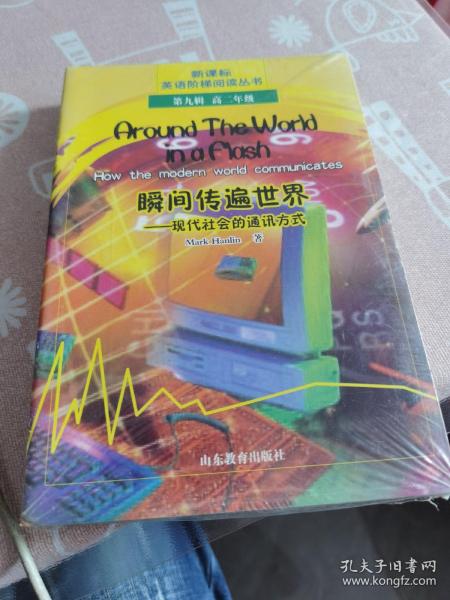 新课标
英语阶梯阅读丛书
第九辑 高二年级
Around The World
in a Flash
How the modern world communicates
瞬间传遍世界
——现代社会的通讯方式
Mark Hanlin 著
山东教育出版社
孔夫子旧书网
www.kongfz.com